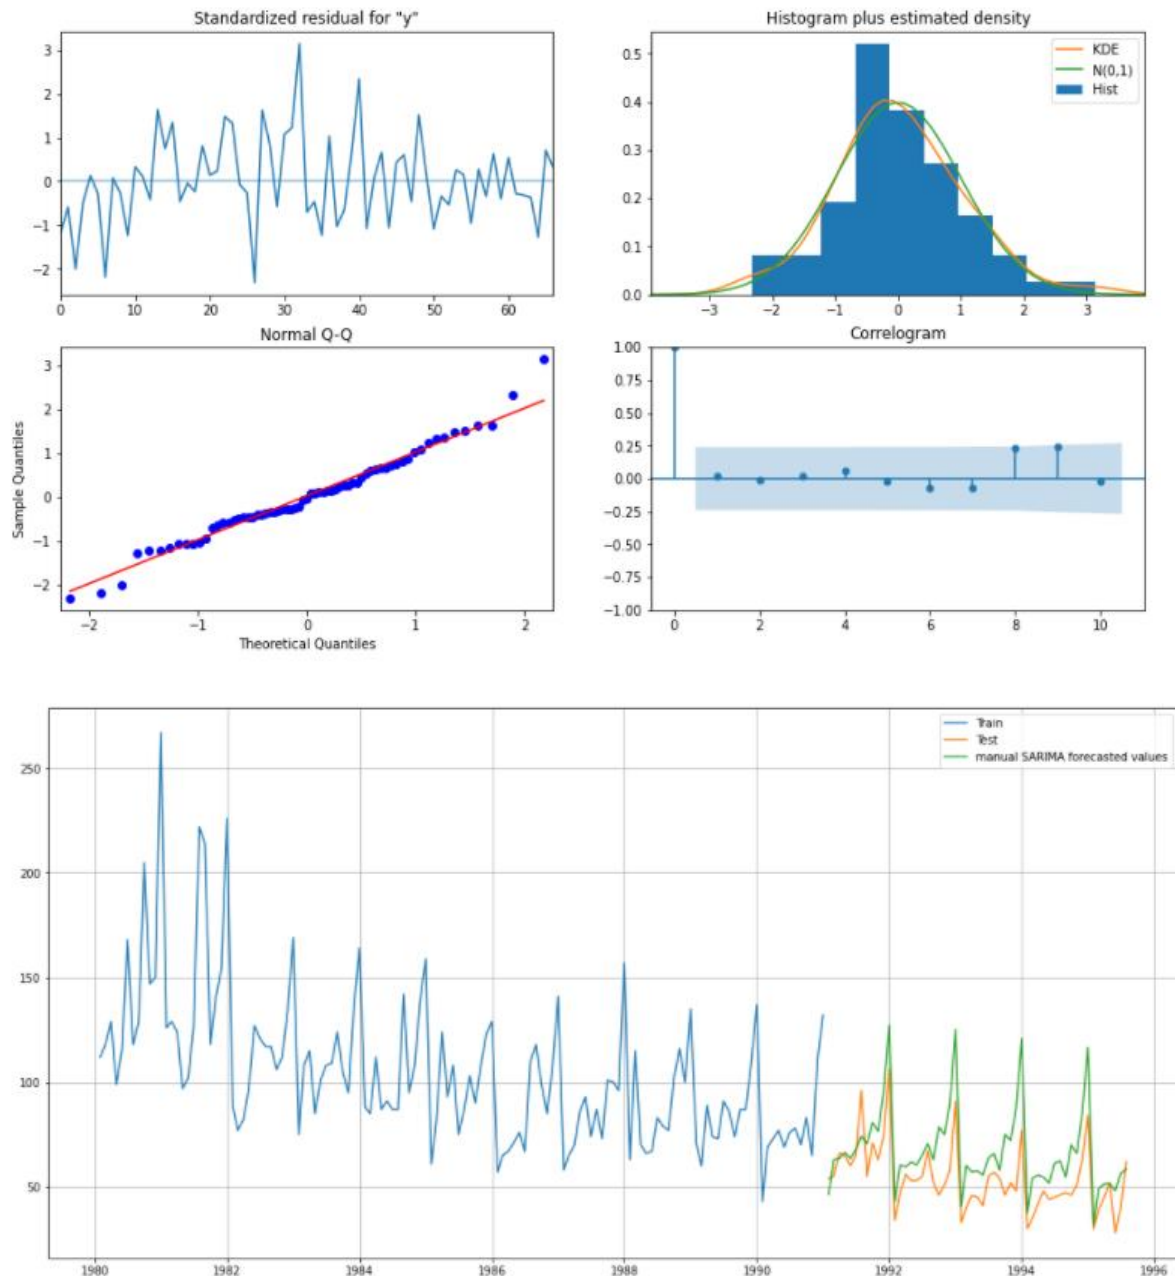 Standardized residual for "y"
3
2
1
0
−1
−2
0 10 20 30 40 50 60
Histogram plus estimated density
KDE
N(0,1)
Hist
0.5
0.4
0.3
0.2
0.1
0.0
−3 −2 −1 0 1 2 3
Normal Q-Q
Sample Quantiles
3
2
1
0
−1
−2
−2 −1 0 1 2
Theoretical Quantiles
Correlogram
1.00
0.75
0.50
0.25
0.00
−0.25
−0.50
−0.75
−1.00
0 2 4 6 8 10
Train
Test
manual SARIMA forecasted values
250
200
150
100
50
1980 1982 1984 1986 1988 1990 1992 1994 1996